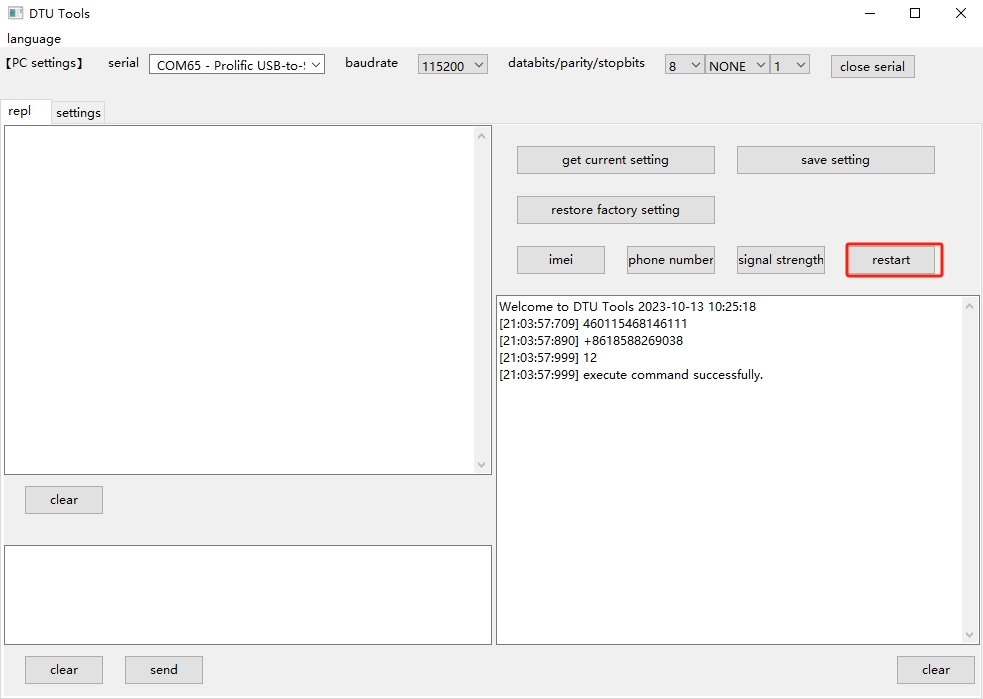 DTU Tools
language
【PC settings】 serial COM65 - Prolific USB-to-! baudrate 115200 databits/parity/stopbits 8 NONE 1 close serial
repl settings
get current setting save setting
restore factory setting
imei phone number signal strength restart
Welcome to DTU Tools 2023-10-13 10:25:18
[21:03:57:709] 460115468146111
[21:03:57:890] +8618588269038
[21:03:57:999] 12
[21:03:57:999] execute command successfully.
clear
clear send clear